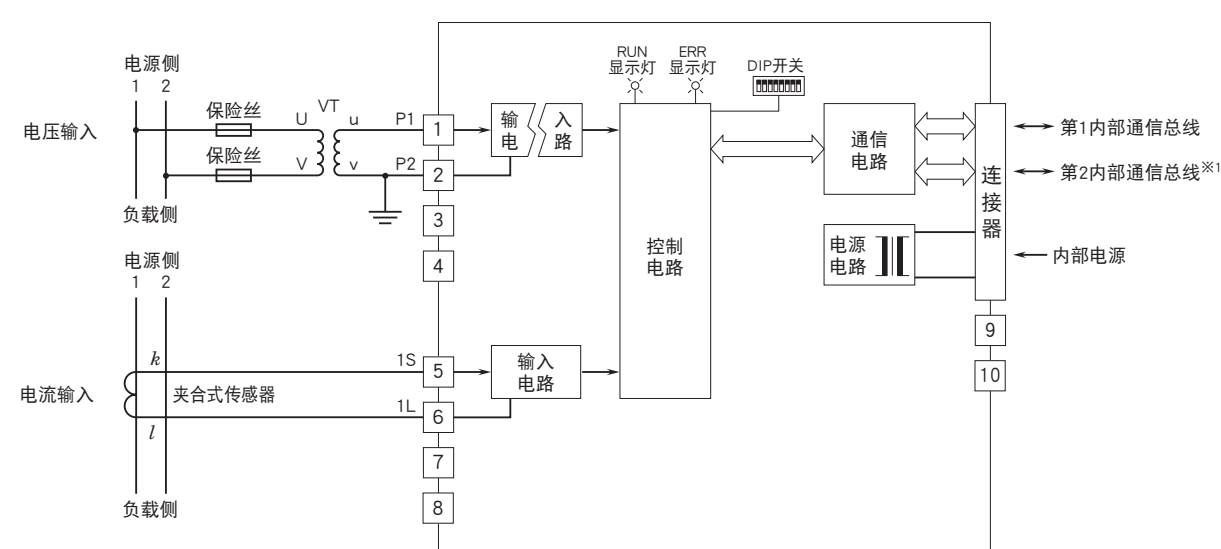 RUN
显示灯
ERR
显示灯
DIP开关
电源侧
1 2
电压输入
保险丝
保险丝
U
V
VT
u
v
P1
P2
1
2
3
4
负载侧
输入
电路
控制
电路
通信
电路
电源
电路
连接器
第1内部通信总线
第2内部通信总线※1
内部电源
9
10
电源侧
1 2
电流输入
k
l
夹合式传感器
1S
1L
5
6
7
8
输入
电路
负载侧